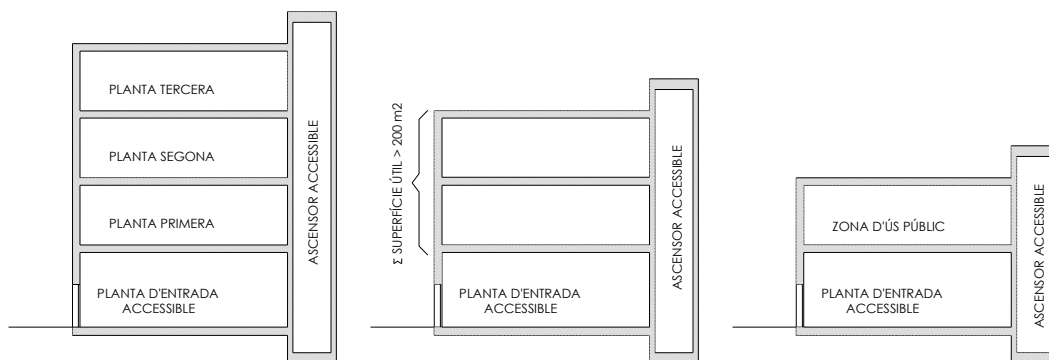 PLANTA TERCERA
PLANTA SEGONA
PLANTA PRIMERA
PLANTA D'ENTRADA
ACCESSIBLE
ASCENSOR ACCESSIBLE
Σ SUPERFÍCIE ÚTIL > 200 m2
PLANTA D'ENTRADA
ACCESSIBLE
ASCENSOR ACCESSIBLE
ZONA D'ÚS PÚBLIC
PLANTA D'ENTRADA
ACCESSIBLE
ASCENSOR ACCESSIBLE